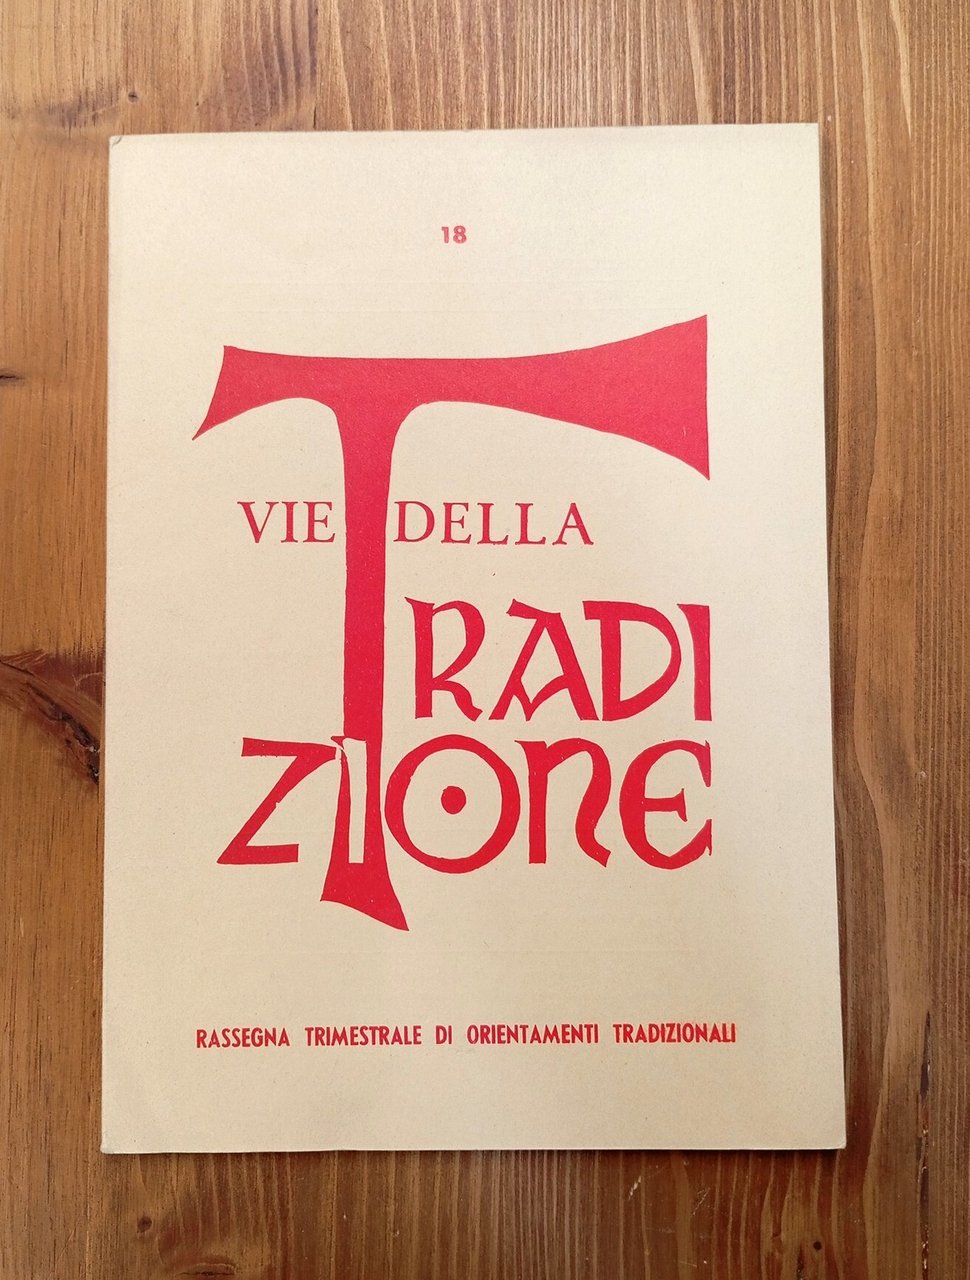 18
VIE DELLA
TRADI
ZIONE
RASSEGNA TRIMESTRALE DI ORIENTAMENTI TRADIZIONALI